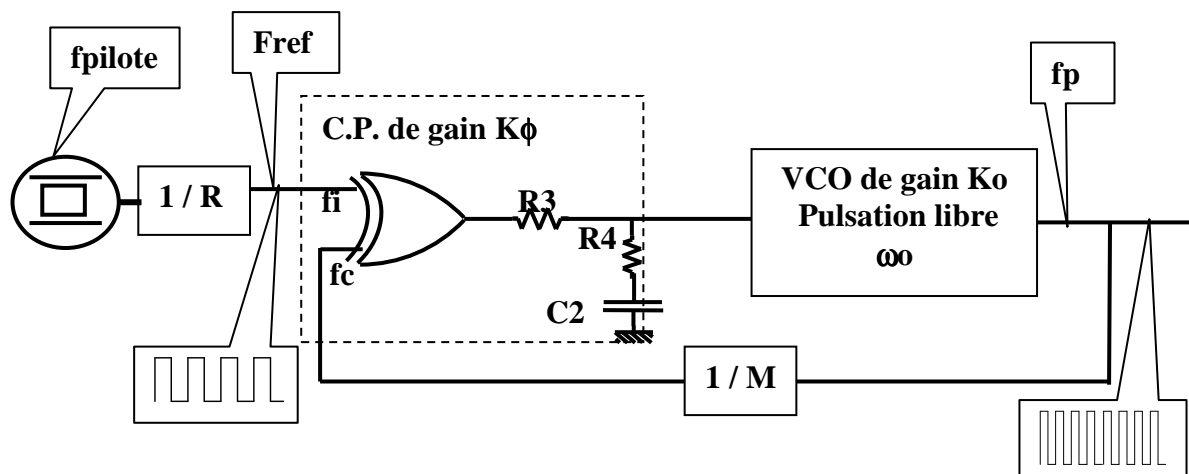 fpilote
Fref
fp
C.P. de gain Kϕ
1 / R
fi
fc
R3
R4
C2
VCO de gain Ko
Pulsation libre
ωo
1 / M